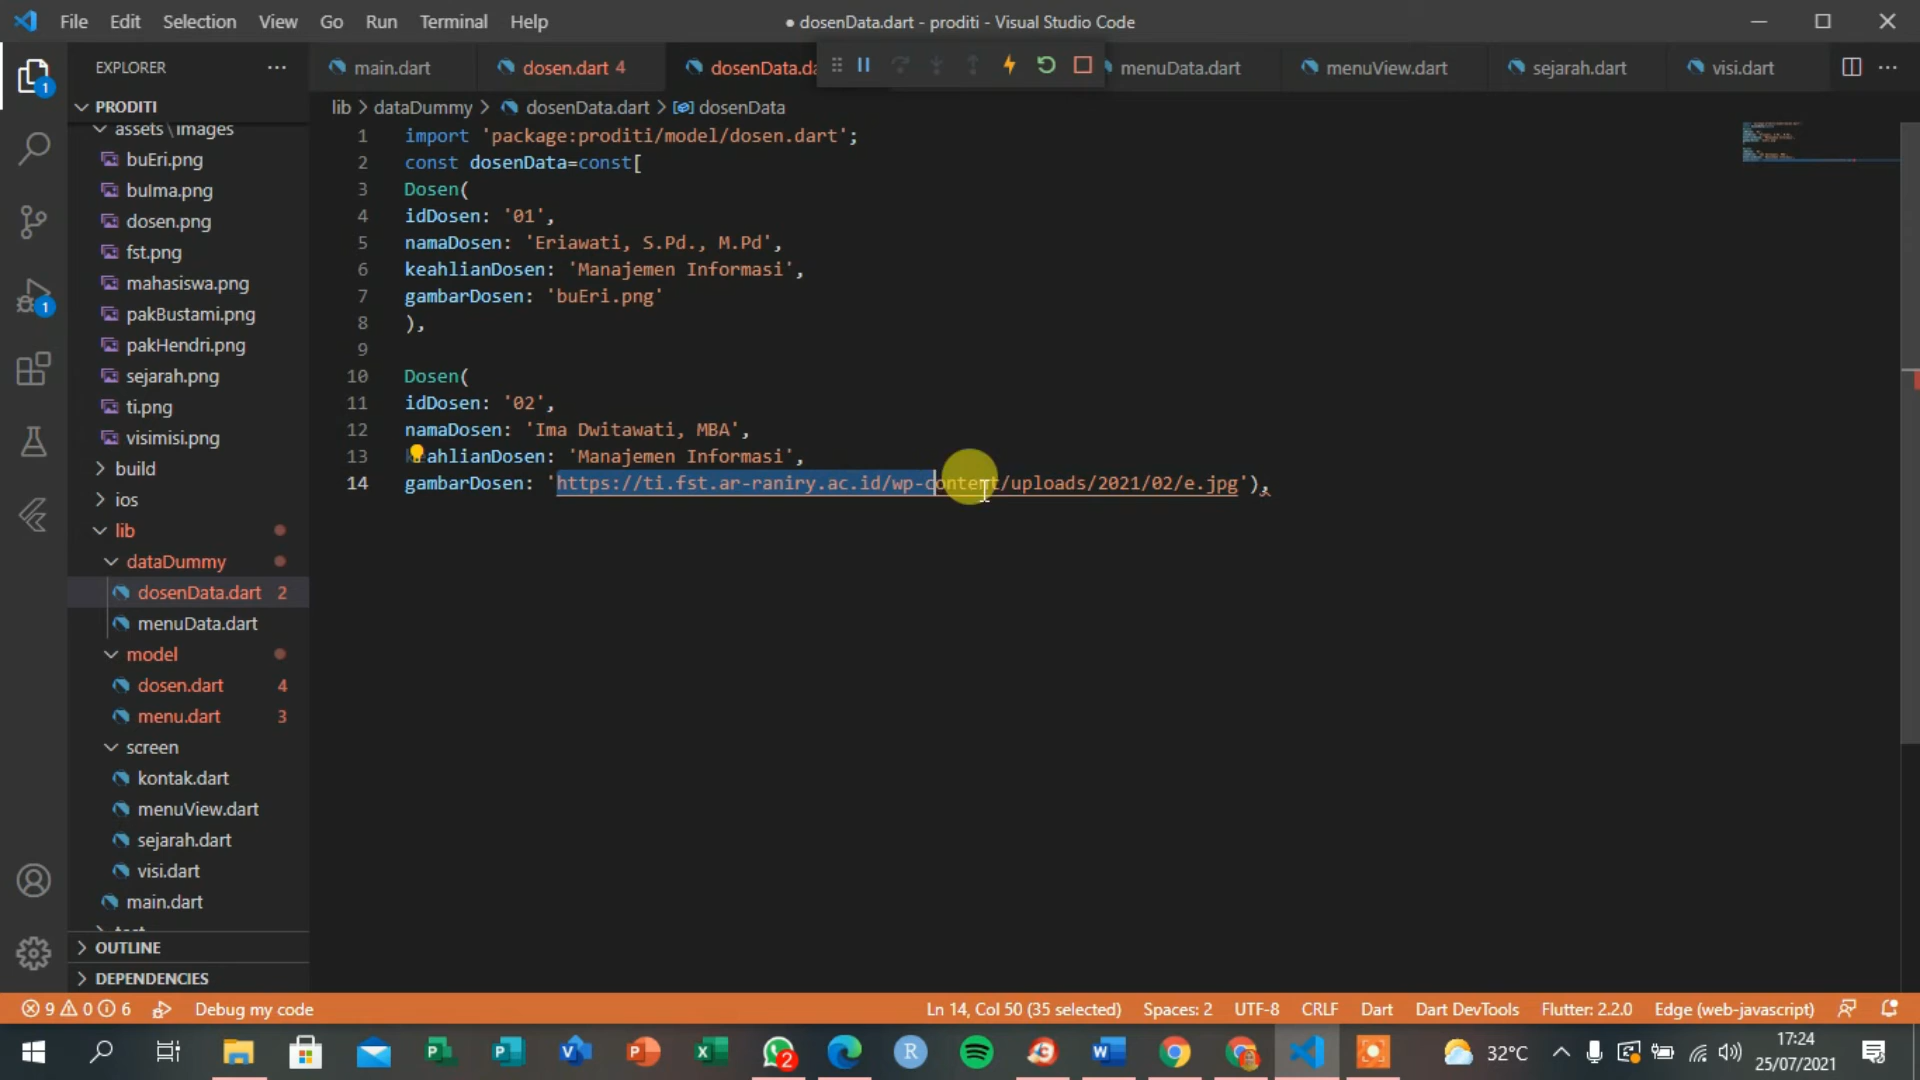 File Edit Selection View Go Run Terminal Help
● dosenData.dart - proditi - Visual Studio Code
EXPLORER ···
main.dart
dosen.dart 4
dosenData.da
menuData.dart
menuView.dart
sejarah.dart
visi.dart
PRODITI
lib > dataDummy > dosenData.dart > dosenData
assets\images
buEri.png
buIma.png
dosen.png
fst.png
mahasiswa.png
pakBustami.png
pakHendri.png
sejarah.png
ti.png
visimisi.png
build
ios
lib
dataDummy
dosenData.dart 2
menuData.dart
model
dosen.dart 4
menu.dart 3
screen
kontak.dart
menuView.dart
sejarah.dart
visi.dart
main.dart
OUTLINE
DEPENDENCIES
1 import 'package:proditi/model/dosen.dart';
2 const dosenData=const[
3 Dosen(
4 idDosen: '01',
5 namaDosen: 'Eriawati, S.Pd., M.Pd',
6 keahlianDosen: 'Manajemen Informasi',
7 gambarDosen: 'buEri.png'
8 ),
9
10 Dosen(
11 idDosen: '02',
12 namaDosen: 'Ima Dwitawati, MBA',
13 keahlianDosen: 'Manajemen Informasi',
14 gambarDosen: 'https://ti.fst.ar-raniry.ac.id/wp-content/uploads/2021/02/e.jpg'),
1
1
9 0 6 Debug my code
Ln 14, Col 50 (35 selected) Spaces: 2 UTF-8 CRLF Dart Dart DevTools Flutter: 2.2.0 Edge (web-javascript)
2
32°C
17:24
25/07/2021